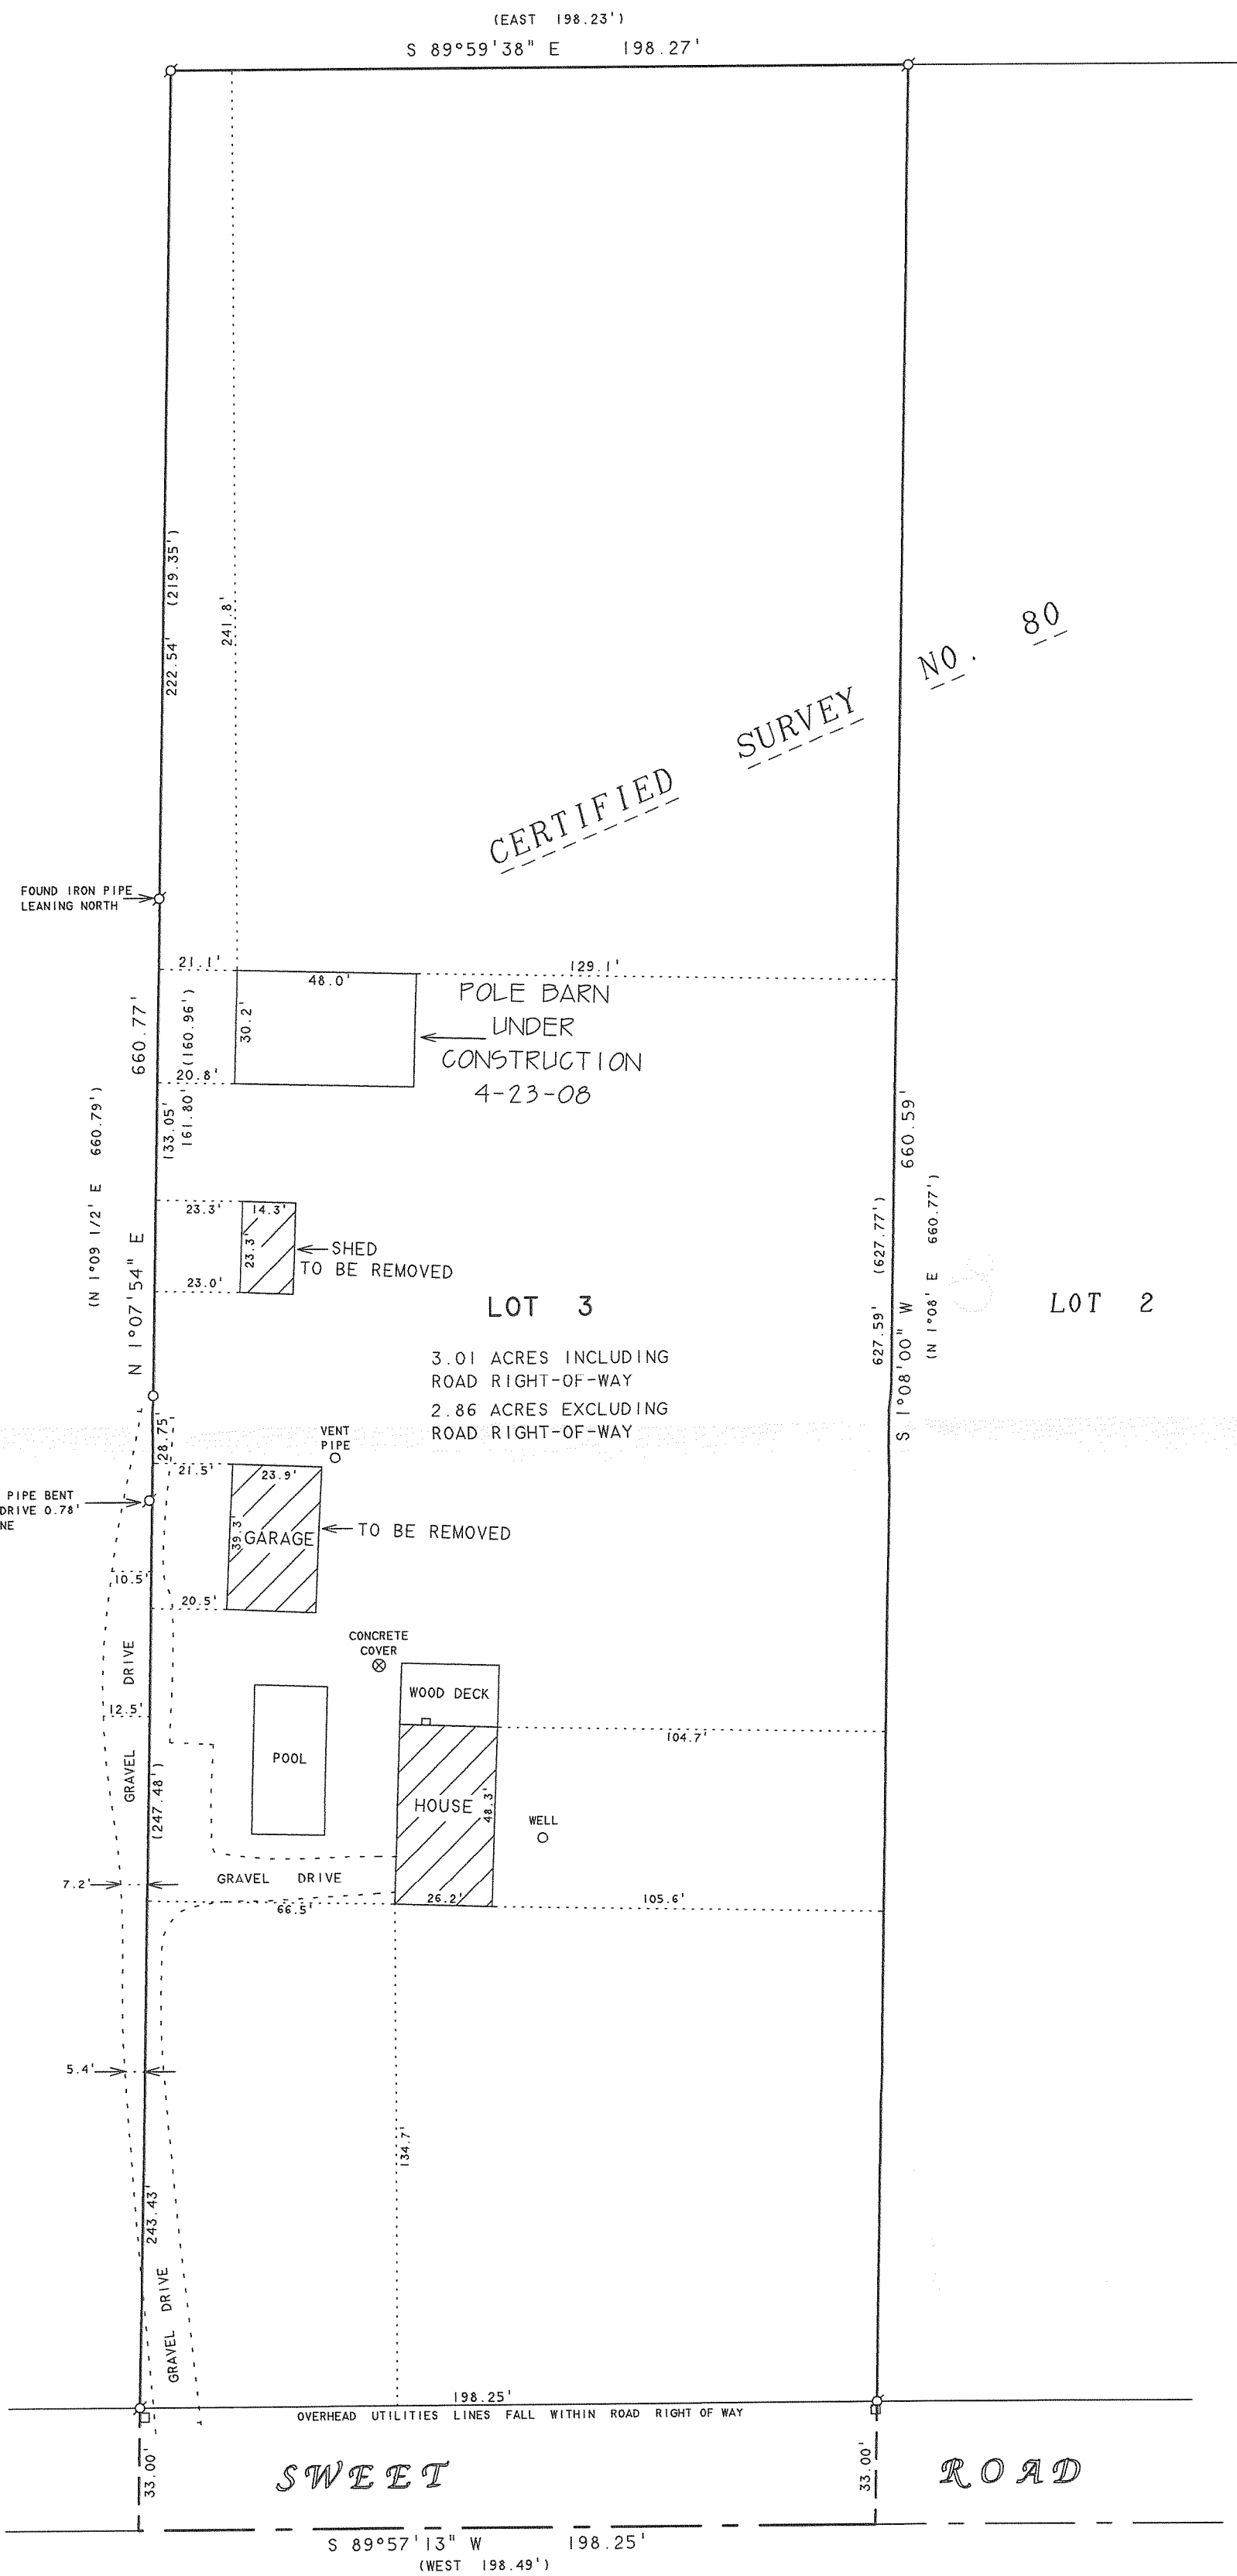 (EAST 198.23')
S 89°59'38" E 198.27'
(219.35')
222.54'
241.8'
CERTIFIED SURVEY NO. 80
FOUND IRON PIPE
LEANING NORTH
21.1'
48.0'
129.1'
30.2'
20.8'
POLE BARN
UNDER
CONSTRUCTION
4-23-08
660.77'
N 1°07'54" E
(N 1°09 1/2' E 660.79')
(160.96')
161.80'
133.05'
23.3'
14.3'
23.3'
23.0'
SHED
TO BE REMOVED
LOT 3
3.01 ACRES INCLUDING
ROAD RIGHT-OF-WAY
2.86 ACRES EXCLUDING
ROAD RIGHT-OF-WAY
660.59'
S 1°08'00" W
(N 1°08' E 660.77')
(627.77')
627.59'
LOT 2
28.75'
VENT
PIPE
21.5'
23.9'
39.3'
GARAGE
TO BE REMOVED
PIPE BENT
DRIVE 0.78'
NE
10.5'
20.5'
CONCRETE
COVER
WOOD DECK
GRAVEL DRIVE
12.5'
104.7'
POOL
(247.48')
HOUSE
48.3'
WELL
7.2'
GRAVEL DRIVE
66.5'
26.2'
105.6'
5.4'
134.7'
243.43'
GRAVEL DRIVE
198.25'
OVERHEAD UTILITIES LINES FALL WITHIN ROAD RIGHT OF WAY
33.00'
33.00'
SWEET ROAD
S 89°57'13" W 198.25'
(WEST 198.49')